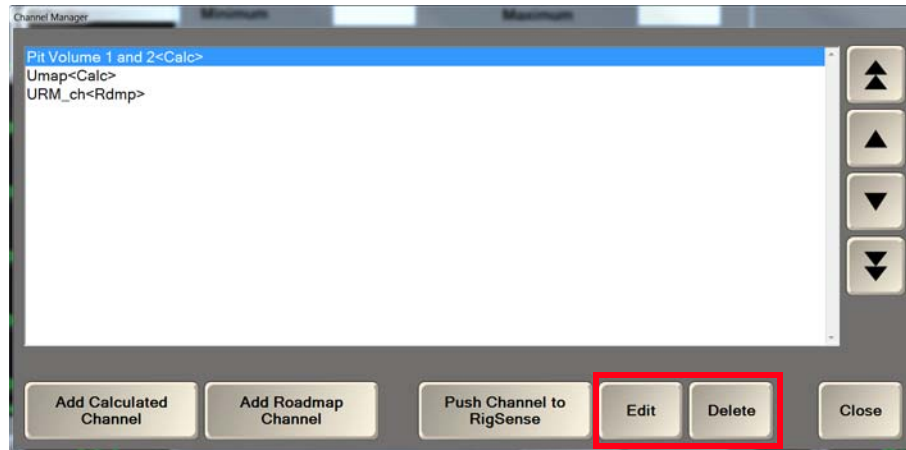 Channel Manager
Minimum
Maximum
Pit Volume 1 and 2<Calc>
Umap<Calc>
URM_ch<Rdmp>
Add Calculated
Channel
Add Roadmap
Channel
Push Channel to
RigSense
Edit
Delete
Close